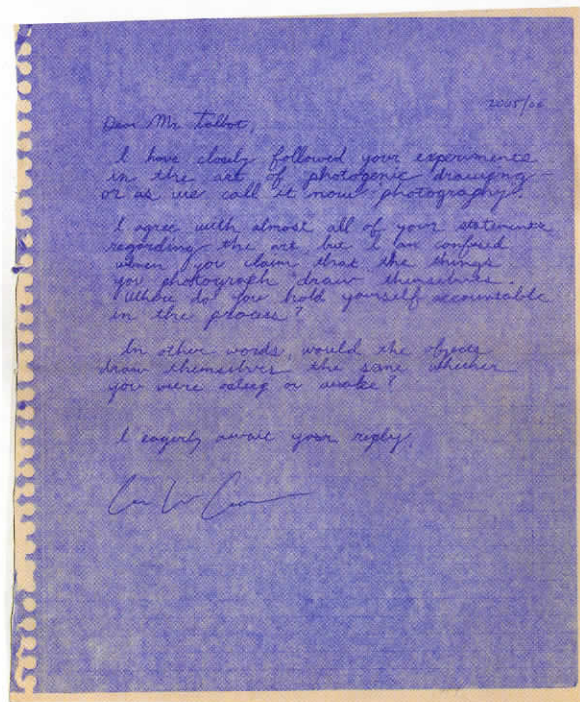 2005/06
Dear Mr Talbot,
I have closely followed your experiments
in the art of photogenic drawing –
or as we call it now photography.
I agree with almost all of your statements
regarding the art but I am confused
when you claim that the things
you photograph draw themselves.
Where do you hold yourself accountable
in the process?
In other words, would the objects
draw themselves the same whether
you were asleep or awake?
I eagerly await your reply.